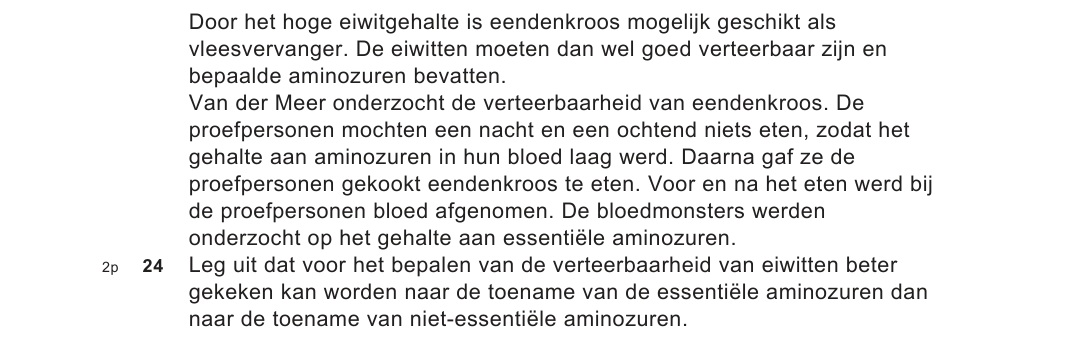 Door het hoge eiwitgehalte is eendenkroos mogelijk geschikt als
vleesvervanger. De eiwitten moeten dan wel goed verteerbaar zijn en
bepaalde aminozuren bevatten.
Van der Meer onderzocht de verteerbaarheid van eendenkroos. De
proefpersonen mochten een nacht en een ochtend niets eten, zodat het
gehalte aan aminozuren in hun bloed laag werd. Daarna gaf ze de
proefpersonen gekookt eendenkroos te eten. Voor en na het eten werd bij
de proefpersonen bloed afgenomen. De bloedmonsters werden
onderzocht op het gehalte aan essentiële aminozuren.
2p 24 Leg uit dat voor het bepalen van de verteerbaarheid van eiwitten beter
gekeken kan worden naar de toename van de essentiële aminozuren dan
naar de toename van niet-essentiële aminozuren.